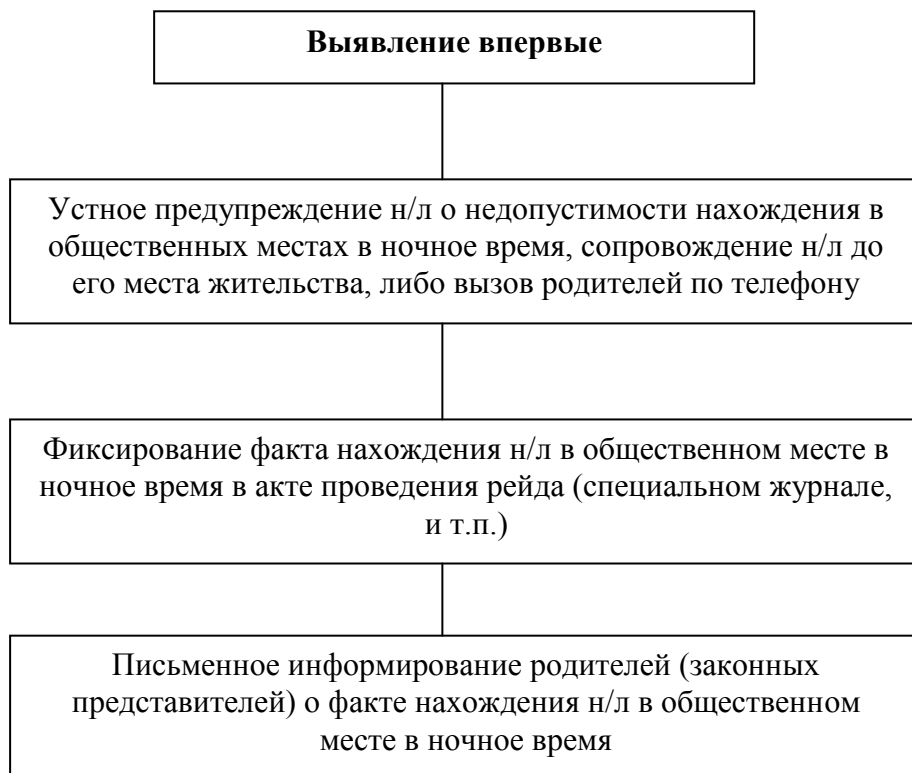 Выявление впервые
Устное предупреждение н/л о недопустимости нахождения в
общественных местах в ночное время, сопровождение н/л до
его места жительства, либо вызов родителей по телефону
Фиксирование факта нахождения н/л в общественном месте в
ночное время в акте проведения рейда (специальном журнале,
и т.п.)
Письменное информирование родителей (законных
представителей) о факте нахождения н/л в общественном
месте в ночное время